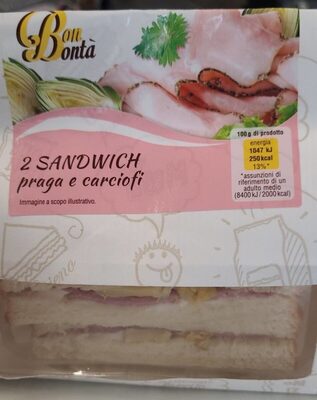 Bon
Bontà
100g di prodotto
energia
1047 kJ
250 kcal
13%*
*assunzioni di
riferimento di un
adulto medio
(8400 kJ / 2000 kcal)
2 SANDWICH
praga e carciofi
Immagine a scopo illustrativo.